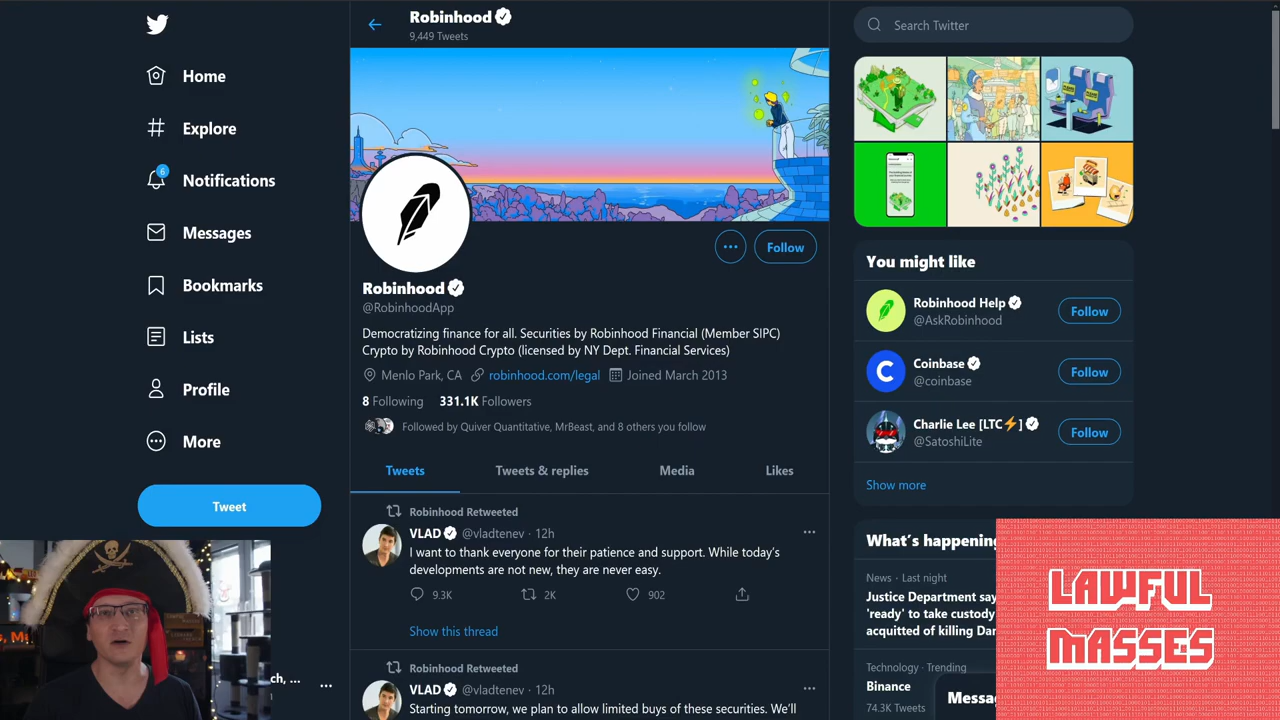 Robinhood
9,449 Tweets
Search Twitter
Home
Explore
6
Notifications
Messages
Bookmarks
Lists
Profile
More
Tweet
Follow
Robinhood
@RobinhoodApp
Democratizing finance for all. Securities by Robinhood Financial (Member SIPC)
Crypto by Robinhood Crypto (licensed by NY Dept. Financial Services)
Menlo Park, CA robinhood.com/legal Joined March 2013
8 Following 331.1K Followers
Followed by Quiver Quantitative, MrBeast, and 8 others you follow
Tweets Tweets & replies Media Likes
Robinhood Retweeted
VLAD @vladtenev · 12h
I want to thank everyone for their patience and support. While today's
developments are not new, they are never easy.
9.3K 2K 902
Show this thread
Robinhood Retweeted
VLAD @vladtenev · 12h
Starting tomorrow, we plan to allow limited buys of these securities. We'll
You might like
Robinhood Help
@AskRobinhood
Follow
Coinbase
@coinbase
Follow
Charlie Lee [LTC⚡]
@SatoshiLite
Follow
Show more
What's happening
News · Last night
Justice Department say
'ready' to take custody
acquitted of killing Dan
Technology · Trending
Binance
74.3K Tweets
Messa
ch, ...
LAWFUL
MASSES